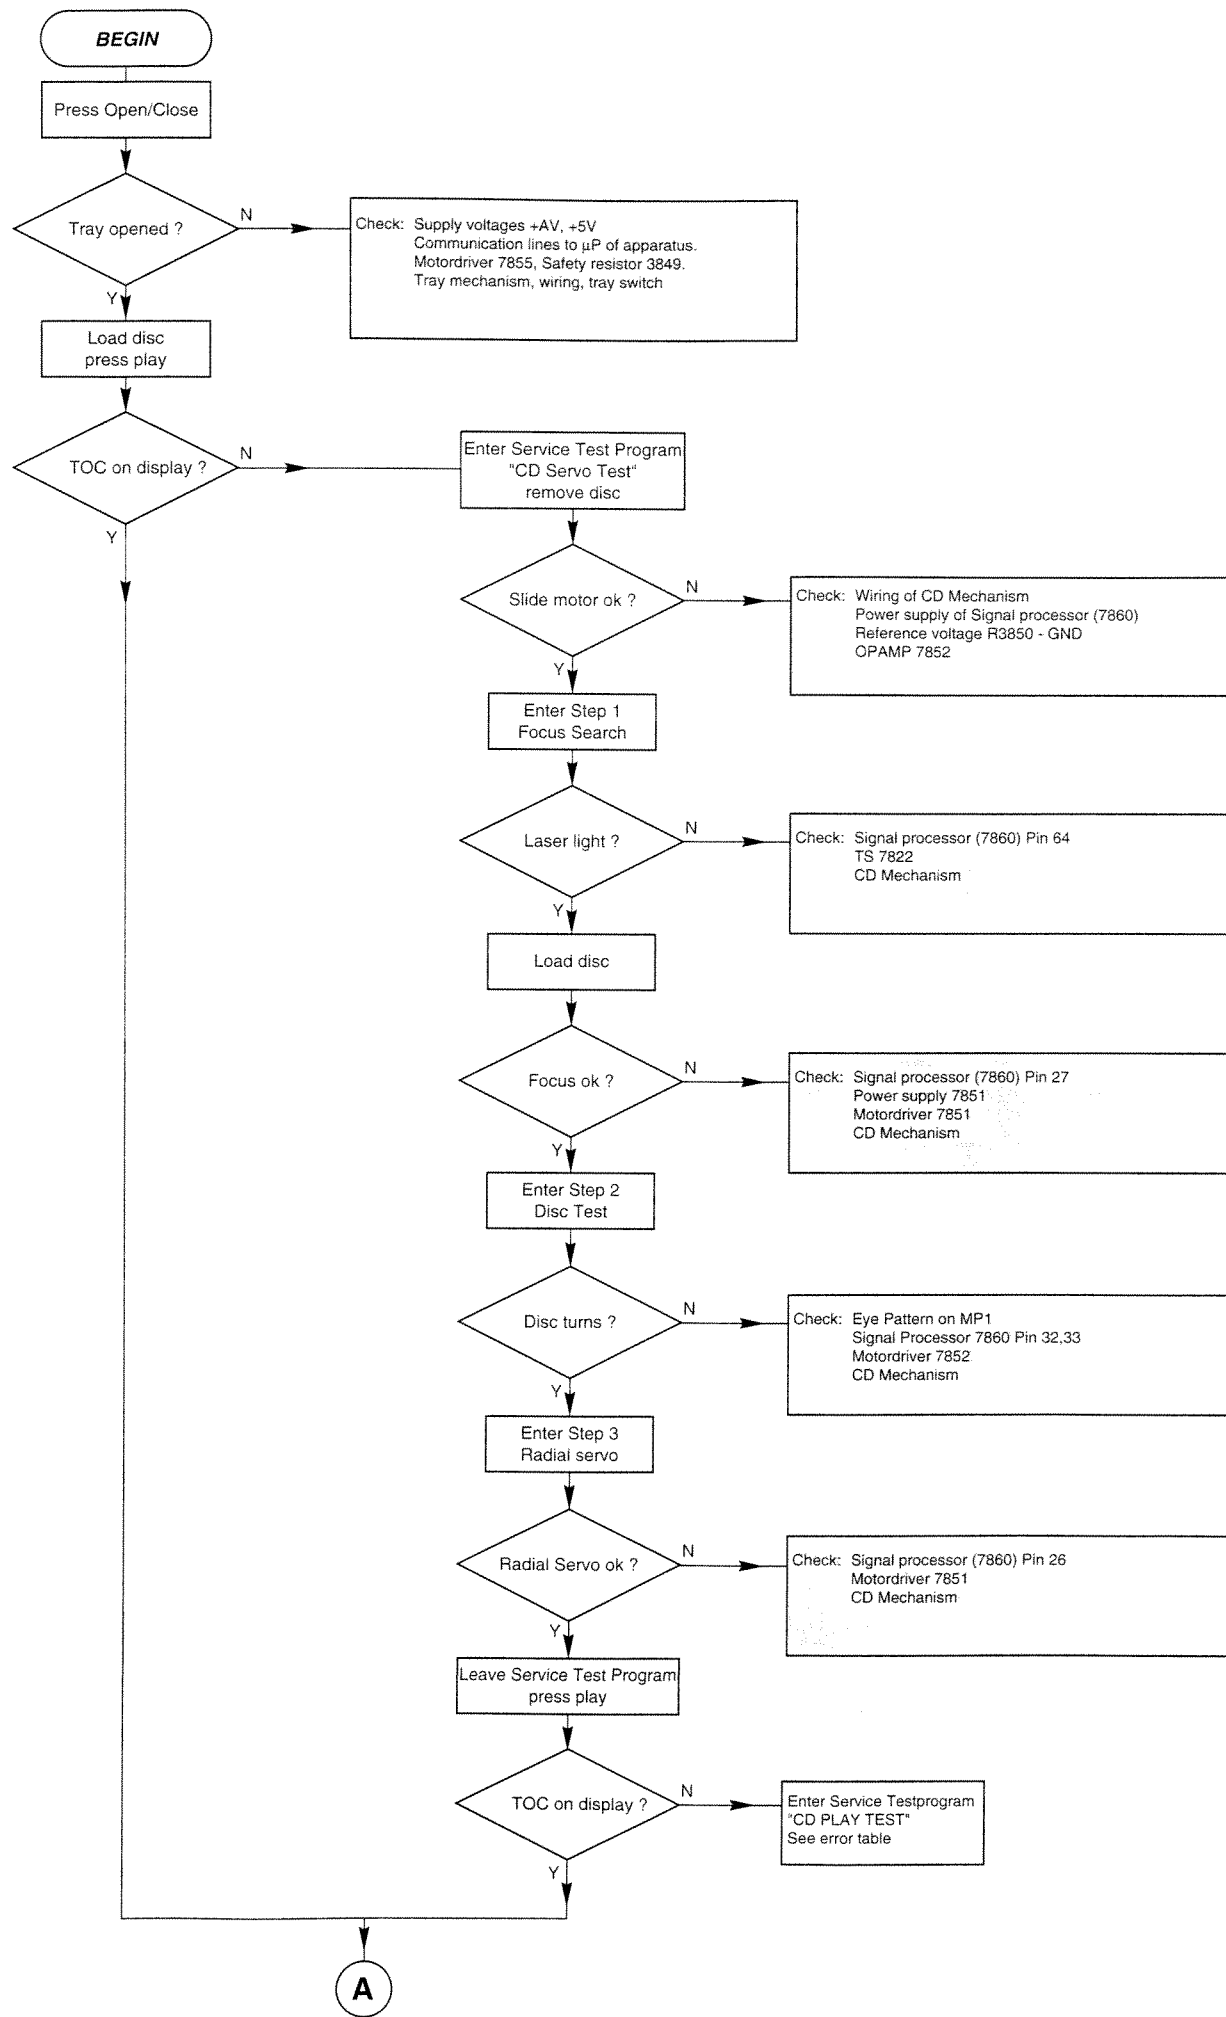 BEGIN
Press Open/Close
Tray opened ?
N
Check: Supply voltages +AV, +5V
Communication lines to µP of apparatus.
Motordriver 7855, Safety resistor 3849.
Tray mechanism, wiring, tray switch
Y
Load disc
press play
TOC on display ?
N
Y
Enter Service Test Program
"CD Servo Test"
remove disc
Slide motor ok ?
N
Check: Wiring of CD Mechanism
Power supply of Signal processor (7860)
Reference voltage R3850 - GND
OPAMP 7852
Y
Enter Step 1
Focus Search
Laser light ?
N
Check: Signal processor (7860) Pin 64
TS 7822
CD Mechanism
Y
Load disc
Focus ok ?
N
Check: Signal processor (7860) Pin 27
Power supply 7851
Motordriver 7851
CD Mechanism
Y
Enter Step 2
Disc Test
Disc turns ?
N
Check: Eye Pattern on MP1
Signal Processor 7860 Pin 32,33
Motordriver 7852
CD Mechanism
Y
Enter Step 3
Radial servo
Radial Servo ok ?
N
Check: Signal processor (7860) Pin 26
Motordriver 7851
CD Mechanism
Y
Leave Service Test Program
press play
TOC on display ?
N
Enter Service Testprogram
"CD PLAY TEST"
See error table
Y
A